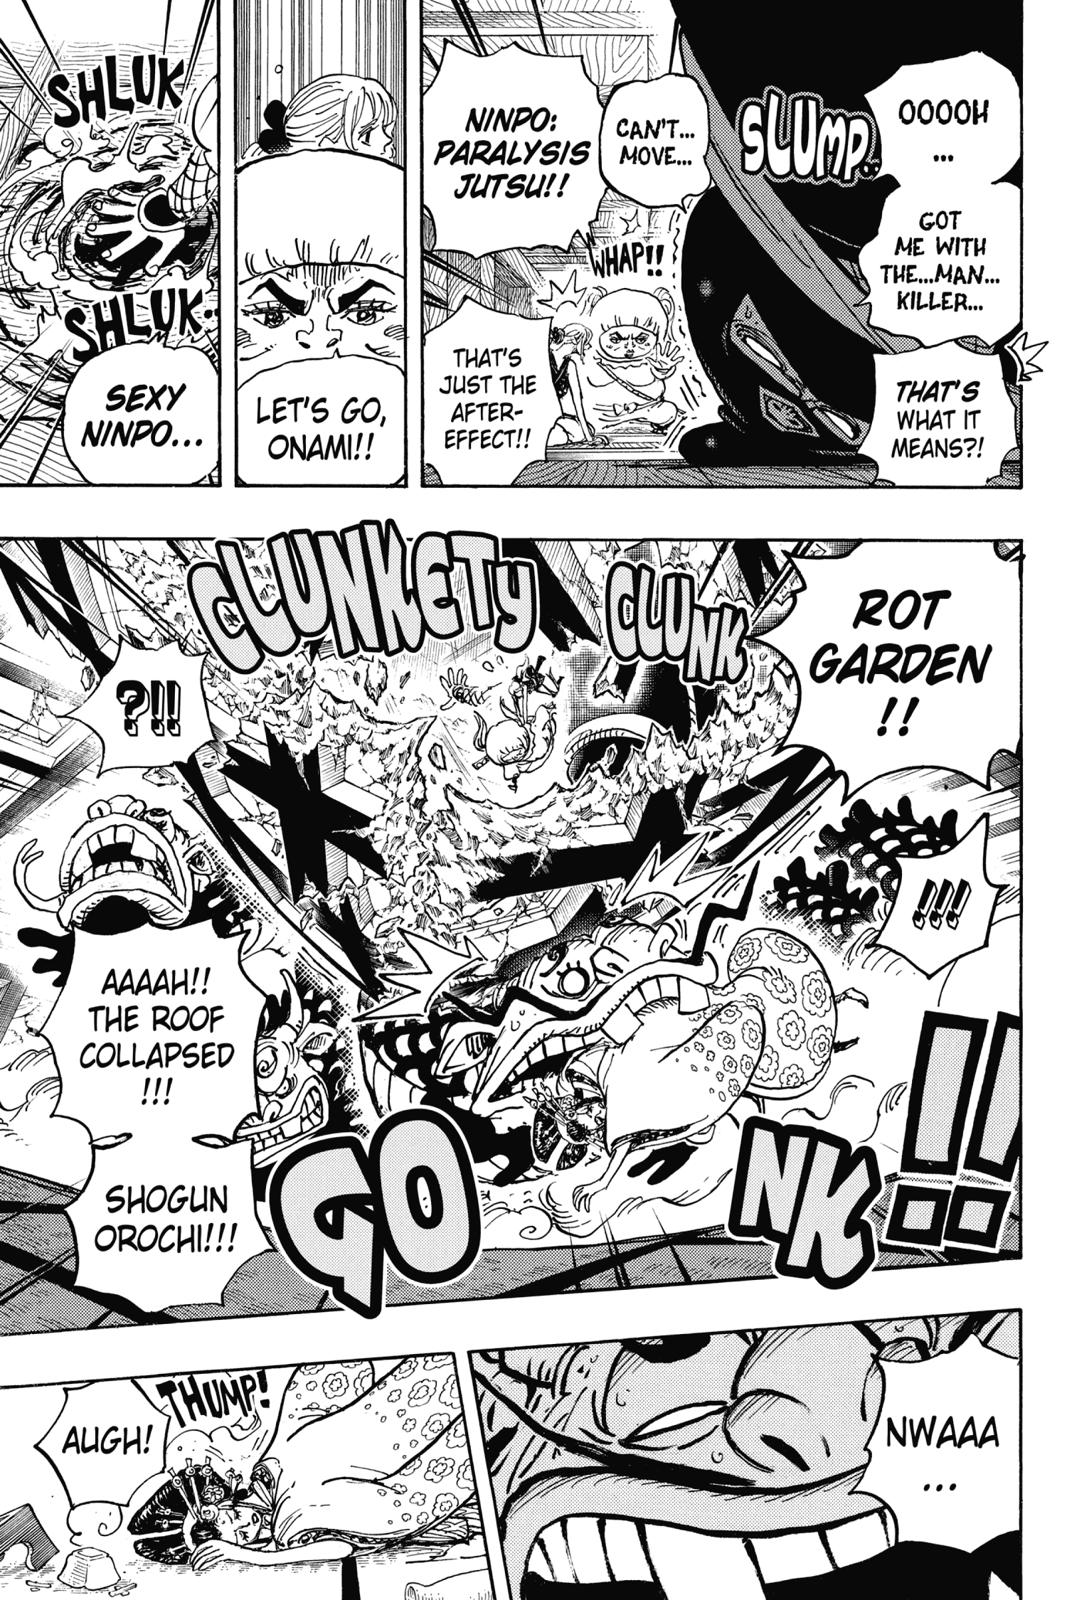 OOOOH
...
GOT
ME WITH
THE...MAN...
KILLER...
THAT'S
WHAT IT
MEANS?!
SLUMP..
CAN'T...
MOVE...
NINPO:
PARALYSIS
JUTSU!!
WHAP!!
THAT'S
JUST THE
AFTER-
EFFECT!!
LET'S GO,
ONAMI!!
SHLUK
SHLUK.
SEXY
NINPO...
ROT
GARDEN
!!
CLUNKETY
CLUNK
?!!
!!!!
AAAAH!!
THE ROOF
COLLAPSED
!!!
SHOGUN
OROCHI!!!
GONK!!
NWAAA
...
THUMP!
AUGH!